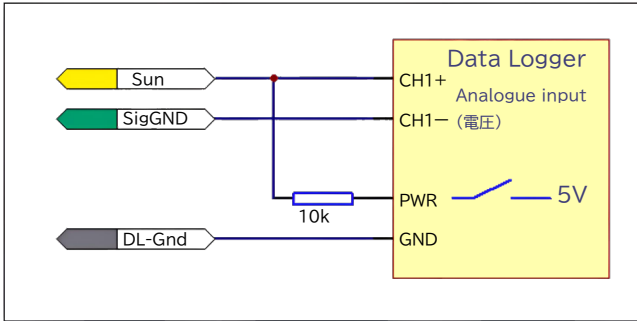 Data Logger
Sun
CH1+
Analogue input
SigGND
CH1−
(電圧)
PWR
5V
10k
DL-Gnd
GND